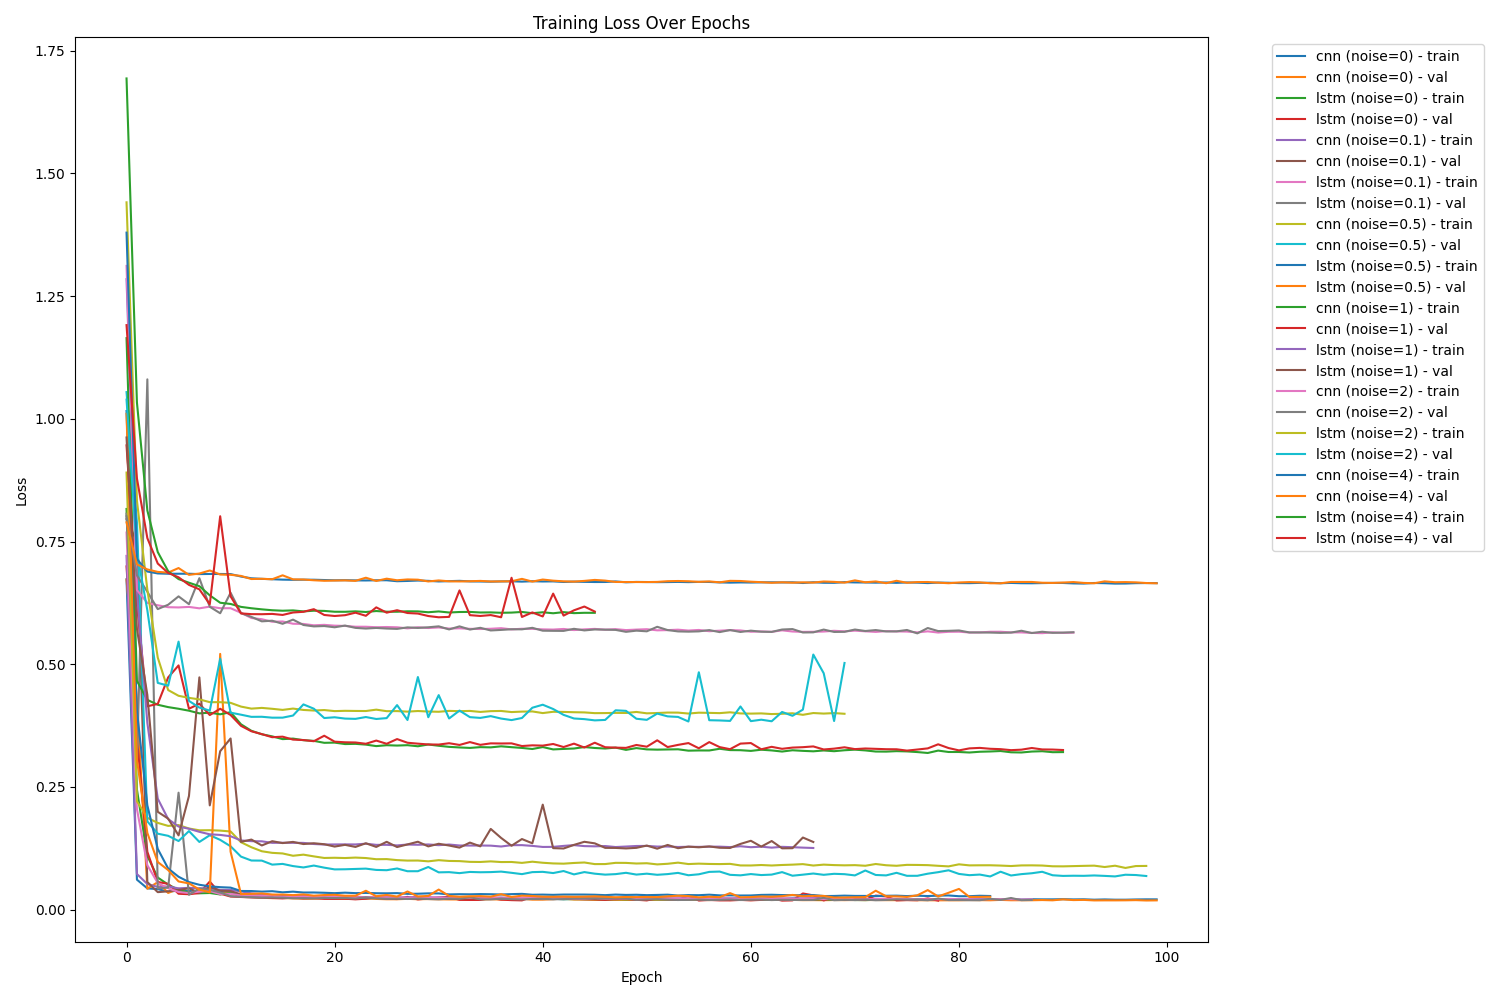 Training Loss Over Epochs
1.75
1.50
1.25
1.00
0.75
0.50
0.25
0.00
Loss
0
20
40
60
80
100
Epoch
cnn (noise=0) - train
cnn (noise=0) - val
lstm (noise=0) - train
lstm (noise=0) - val
cnn (noise=0.1) - train
cnn (noise=0.1) - val
lstm (noise=0.1) - train
lstm (noise=0.1) - val
cnn (noise=0.5) - train
cnn (noise=0.5) - val
lstm (noise=0.5) - train
lstm (noise=0.5) - val
cnn (noise=1) - train
cnn (noise=1) - val
lstm (noise=1) - train
lstm (noise=1) - val
cnn (noise=2) - train
cnn (noise=2) - val
lstm (noise=2) - train
lstm (noise=2) - val
cnn (noise=4) - train
cnn (noise=4) - val
lstm (noise=4) - train
lstm (noise=4) - val